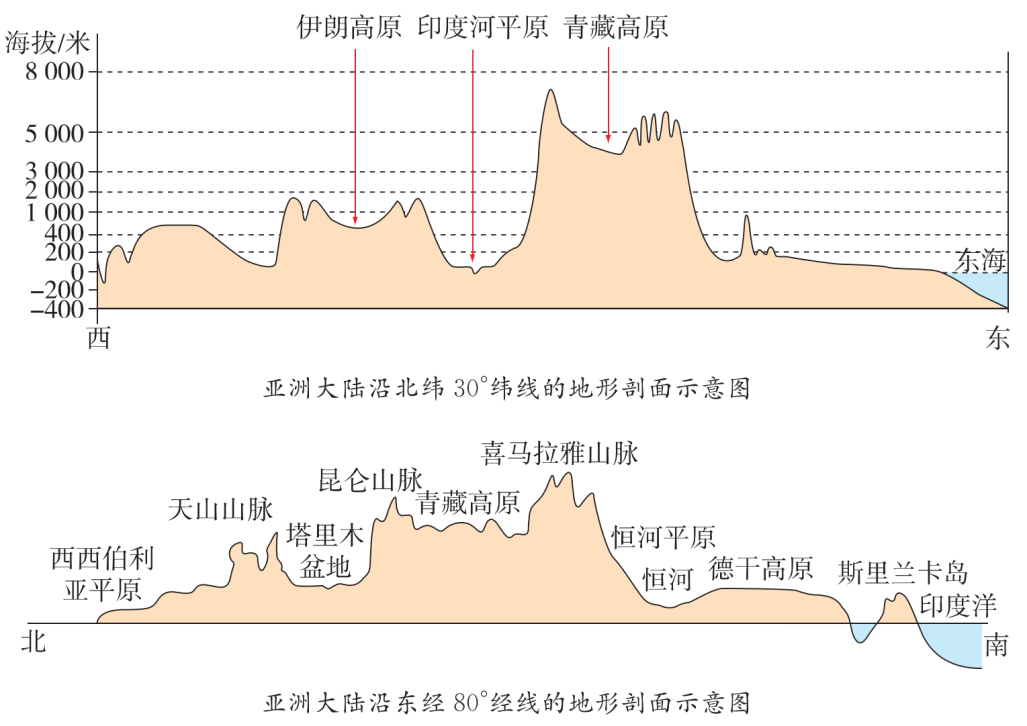 伊朗高原 印度河平原 青藏高原
海拔/米
8 000
5 000
3 000
2 000
1 000
400
200
0
-200
-400
东海
西
东
亚洲大陆沿北纬 30°纬线的地形剖面示意图
喜马拉雅山脉
昆仑山脉
青藏高原
天山山脉
塔里木
盆地
西西伯利
亚平原
恒河平原
恒河
德干高原
斯里兰卡岛
印度洋
北
南
亚洲大陆沿东经 80°经线的地形剖面示意图